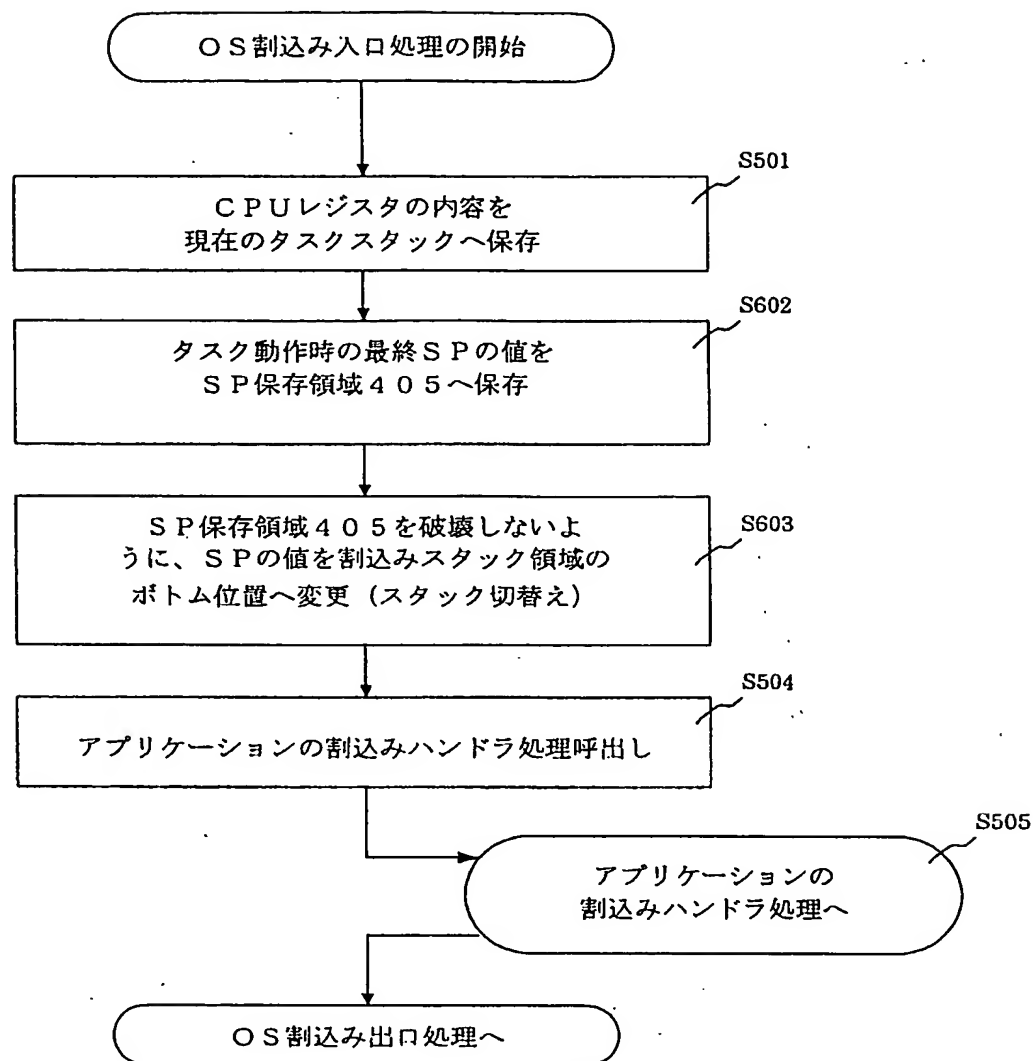 OS割込み入口処理の開始
S501
CPUレジスタの内容を
現在のタスクスタックへ保存
S602
タスク動作時の最終SPの値を
SP保存領域405へ保存
S603
SP保存領域405を破壊しないよ
うに、SPの値を割込みスタック領域の
ボトム位置へ変更(スタック切替え)
S504
アプリケーションの割込みハンドラ処理呼出し
S505
アプリケーションの
割込みハンドラ処理へ
OS割込み出口処理へ